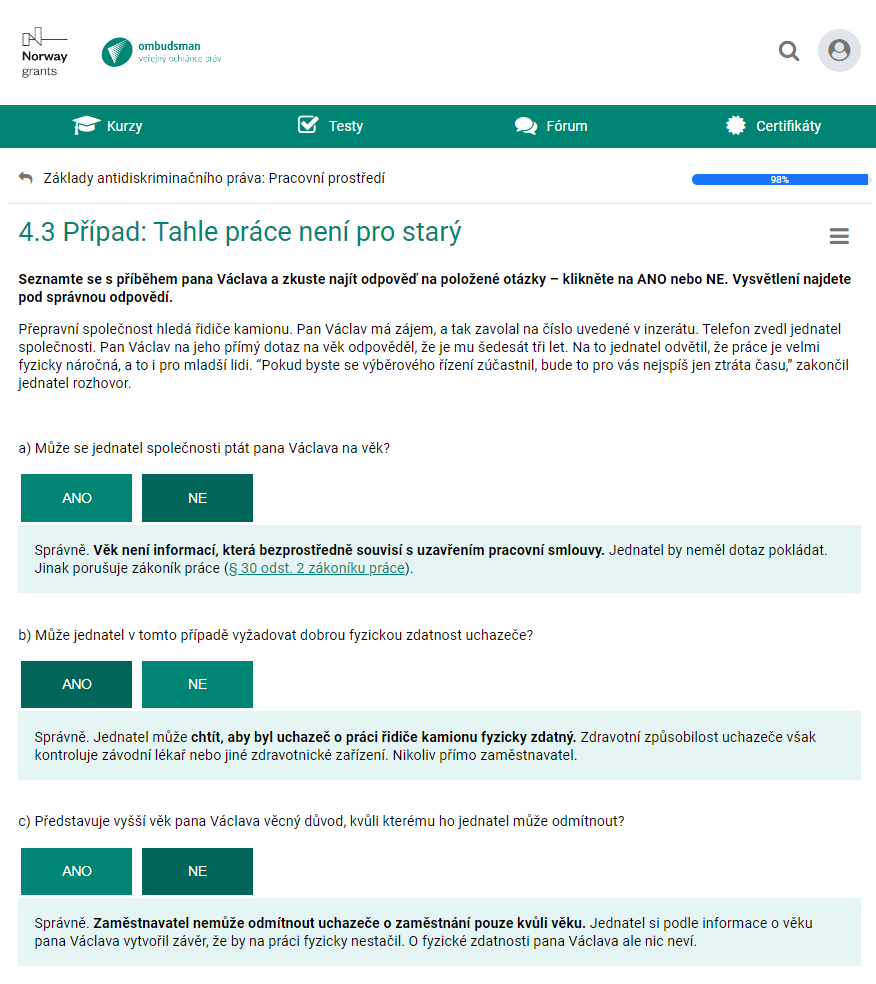 Norway
grants
ombudsman
veřejný ochránce práv
Kurzy
Testy
Fórum
Certifikáty
Základy antidiskriminačního práva: Pracovní prostředí
98%
4.3 Případ: Tahle práce není pro starý
Seznamte se s příběhem pana Václava a zkuste najít odpověď na položené otázky – klikněte na ANO nebo NE. Vysvětlení najdete
pod správnou odpovědí.
Přepravní společnost hledá řidiče kamionu. Pan Václav má zájem, a tak zavolal na číslo uvedené v inzerátu. Telefon zvedl jednatel
společnosti. Pan Václav na jeho přímý dotaz na věk odpověděl, že je mu šedesát tři let. Na to jednatel odvětil, že práce je velmi
fyzicky náročná, a to i pro mladší lidi. “Pokud byste se výběrového řízení zúčastnil, bude to pro vás nejspíš jen ztráta času,” zakončil
jednatel rozhovor.
a) Může se jednatel společnosti ptát pana Václava na věk?
ANO NE
Správně. Věk není informací, která bezprostředně souvisí s uzavřením pracovní smlouvy. Jednatel by neměl dotaz pokládat.
Jinak porušuje zákoník práce (§ 30 odst. 2 zákoníku práce).
b) Může jednatel v tomto případě vyžadovat dobrou fyzickou zdatnost uchazeče?
ANO NE
Správně. Jednatel může chtít, aby byl uchazeč o práci řidiče kamionu fyzicky zdatný. Zdravotní způsobilost uchazeče však
kontroluje závodní lékař nebo jiné zdravotnické zařízení. Nikoliv přímo zaměstnavatel.
c) Představuje vyšší věk pana Václava věcný důvod, kvůli kterému ho jednatel může odmítnout?
ANO NE
Správně. Zaměstnavatel nemůže odmítnout uchazeče o zaměstnání pouze kvůli věku. Jednatel si podle informace o věku
pana Václava vytvořil závěr, že by na práci fyzicky nestačil. O fyzické zdatnosti pana Václava ale nic neví.